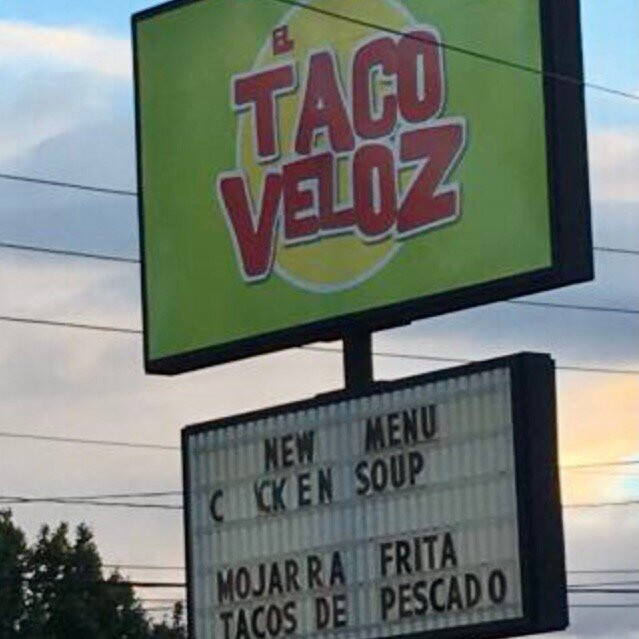 EL
TACO
VELOZ
NEW MENU
C CKEN SOUP
MOJARRA FRITA
TACOS DE PESCADO